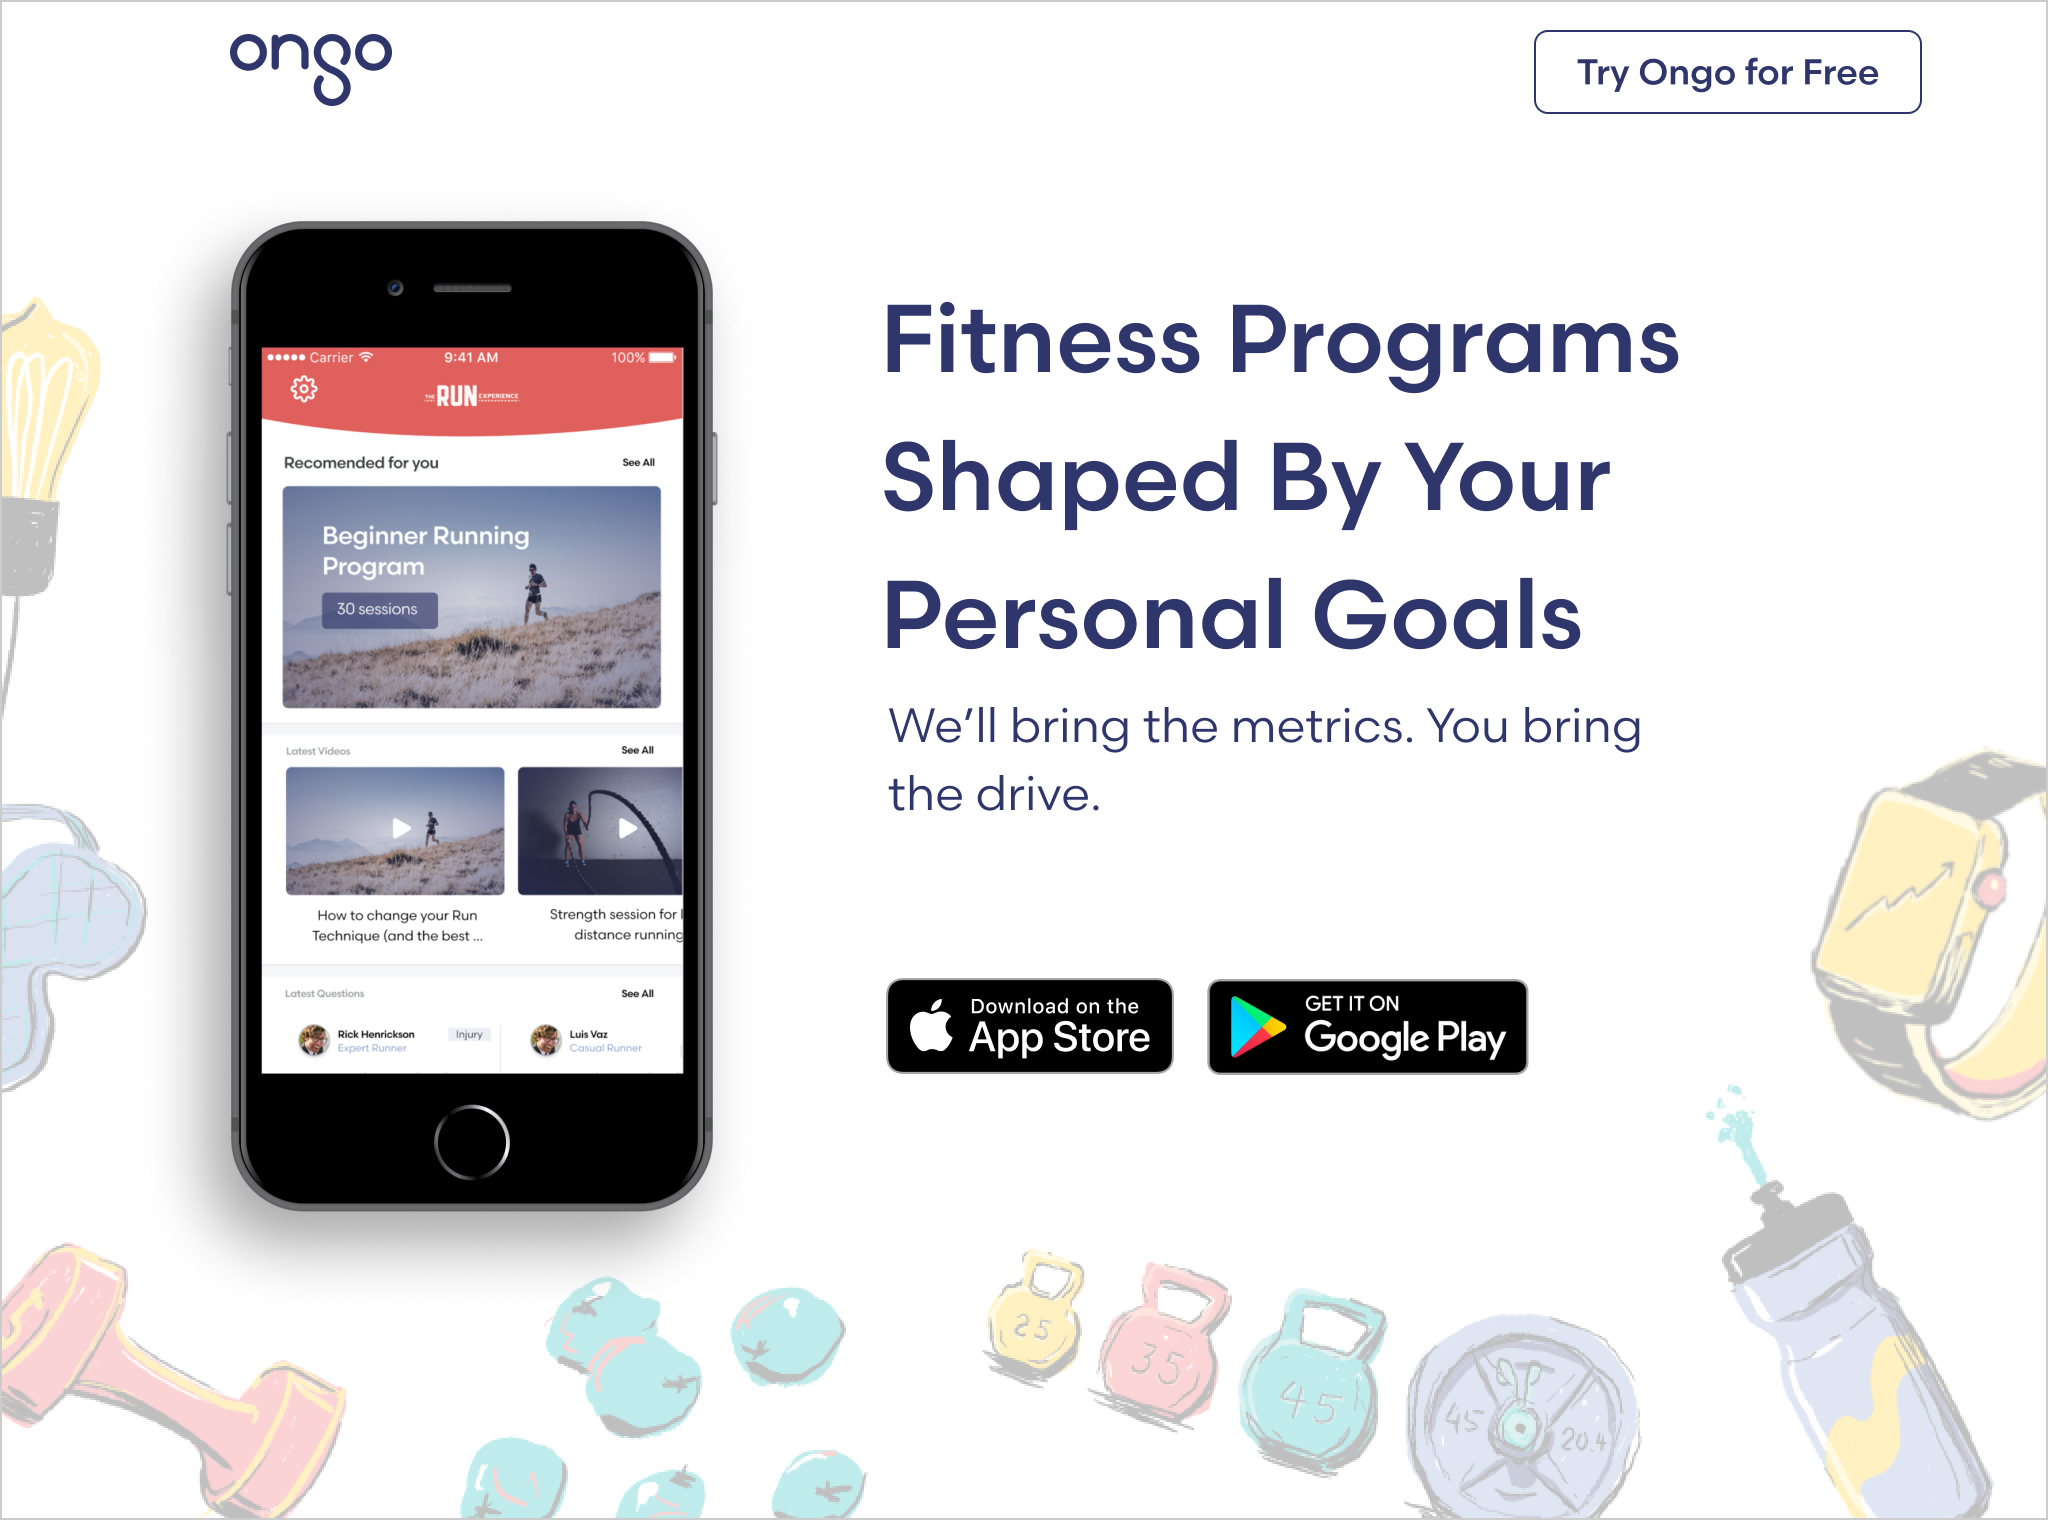 ongo
Try Ongo for Free
Carrier 9:41 AM 100%
THE RUN EXPERIENCE
Recomended for you See All
Beginner Running
Program
30 sessions
Latest Videos See All
How to change your Run
Technique (and the best ...
Strength session for
distance running
Latest Questions See All
Rick Henrickson Injury
Expert Runner
Luis Vaz
Casual Runner
Fitness Programs
Shaped By Your
Personal Goals
We’ll bring the metrics. You bring
the drive.
Download on the
App Store
GET IT ON
Google Play
25
35
45
45
20.4